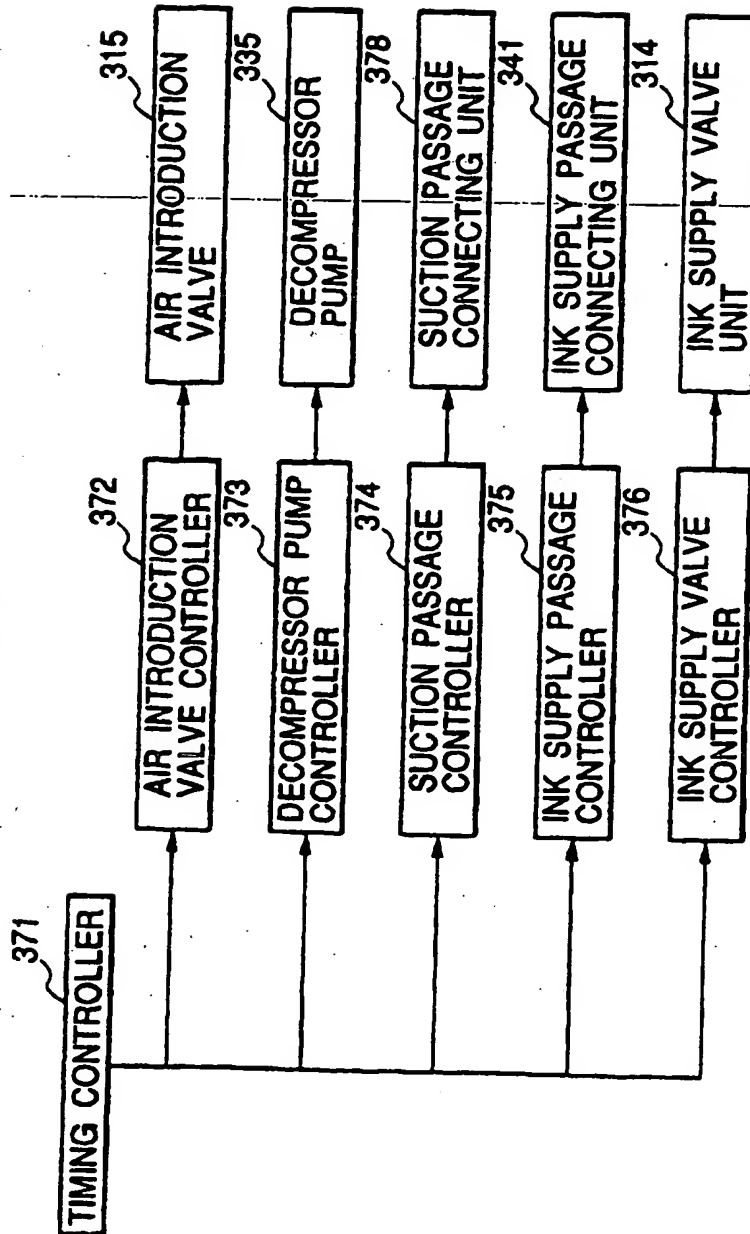 371
TIMING CONTROLLER
372
AIR INTRODUCTION
VALVE CONTROLLER
315
AIR INTRODUCTION
VALVE
373
DECOMPRESSOR PUMP
CONTROLLER
335
DECOMPRESSOR
PUMP
374
SUCTION PASSAGE
CONTROLLER
378
SUCTION PASSAGE
CONNECTING UNIT
375
INK SUPPLY PASSAGE
CONTROLLER
341
INK SUPPLY PASSAGE
CONNECTING UNIT
376
INK SUPPLY VALVE
CONTROLLER
314
INK SUPPLY VALVE
UNIT